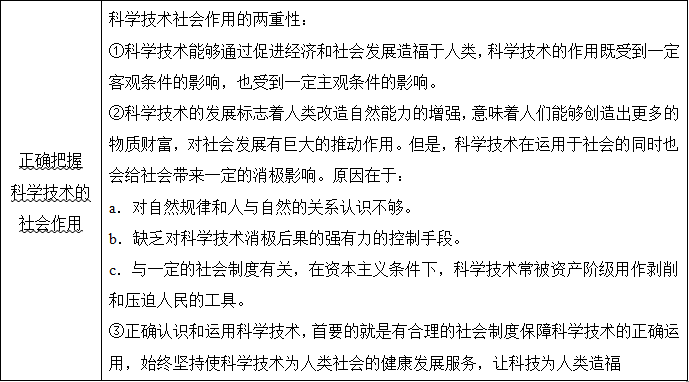 正确把握
科学技术的
社会作用
科学技术社会作用的两重性：
①科学技术能够通过促进经济和社会发展造福于人类，科学技术的作用既受到一定
客观条件的影响，也受到一定主观条件的影响。
②科学技术的发展标志着人类改造自然能力的增强，意味着人们能够创造出更多的
物质财富，对社会发展有巨大的推动作用。但是，科学技术在运用于社会的同时也
会给社会带来一定的消极影响。原因在于：
a．对自然规律和人与自然的关系认识不够。
b．缺乏对科学技术消极后果的强有力的控制手段。
c．与一定的社会制度有关，在资本主义条件下，科学技术常被资产阶级用作剥削
和压迫人民的工具。
③正确认识和运用科学技术，首要的就是有合理的社会制度保障科学技术的正确运
用，始终坚持使科学技术为人类社会的健康发展服务，让科技为人类造福